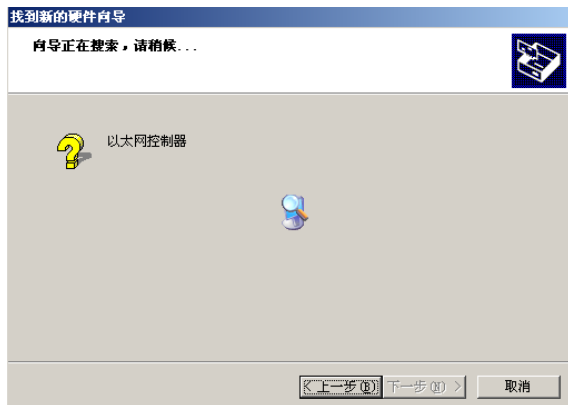 找到新的硬件向导
向导正在搜索，请稍候...
以太网控制器
< 上一步(B) 下一步(N) > 取消